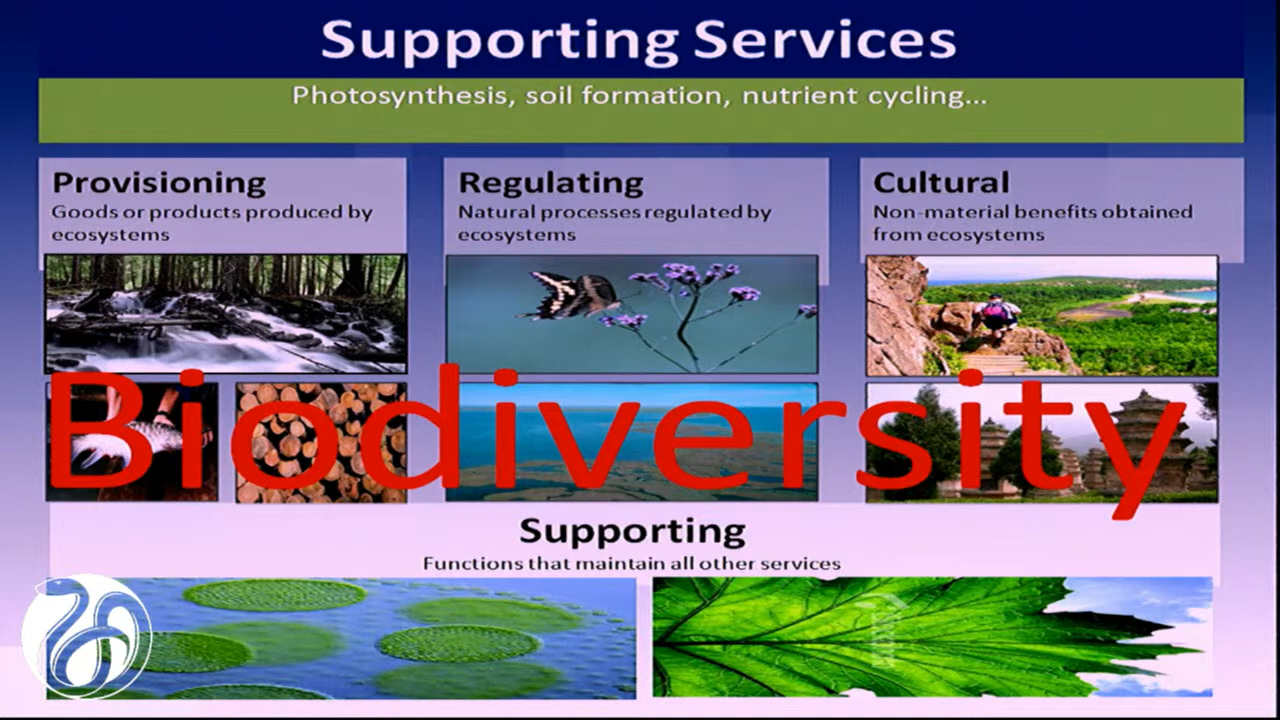 Supporting Services
Photosynthesis, soil formation, nutrient cycling...
Provisioning
Goods or products produced by
ecosystems
Regulating
Natural processes regulated by
ecosystems
Cultural
Non-material benefits obtained
from ecosystems
Biodiversity
Supporting
Functions that maintain all other services